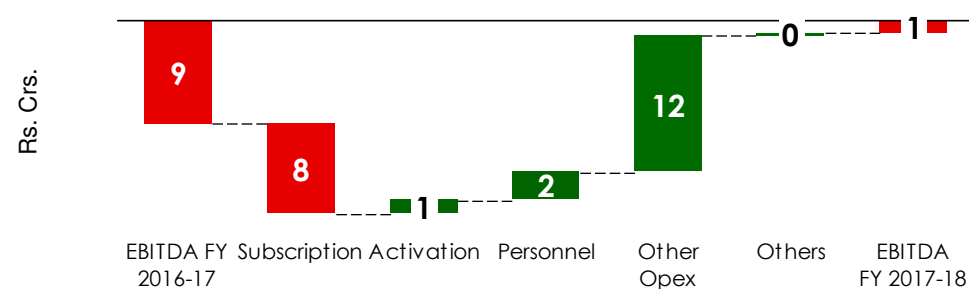 Rs. Crs.
9
8
1
2
12
0
1
EBITDA FY 2016-17
Subscription
Activation
Personnel
Other Opex
Others
EBITDA FY 2017-18